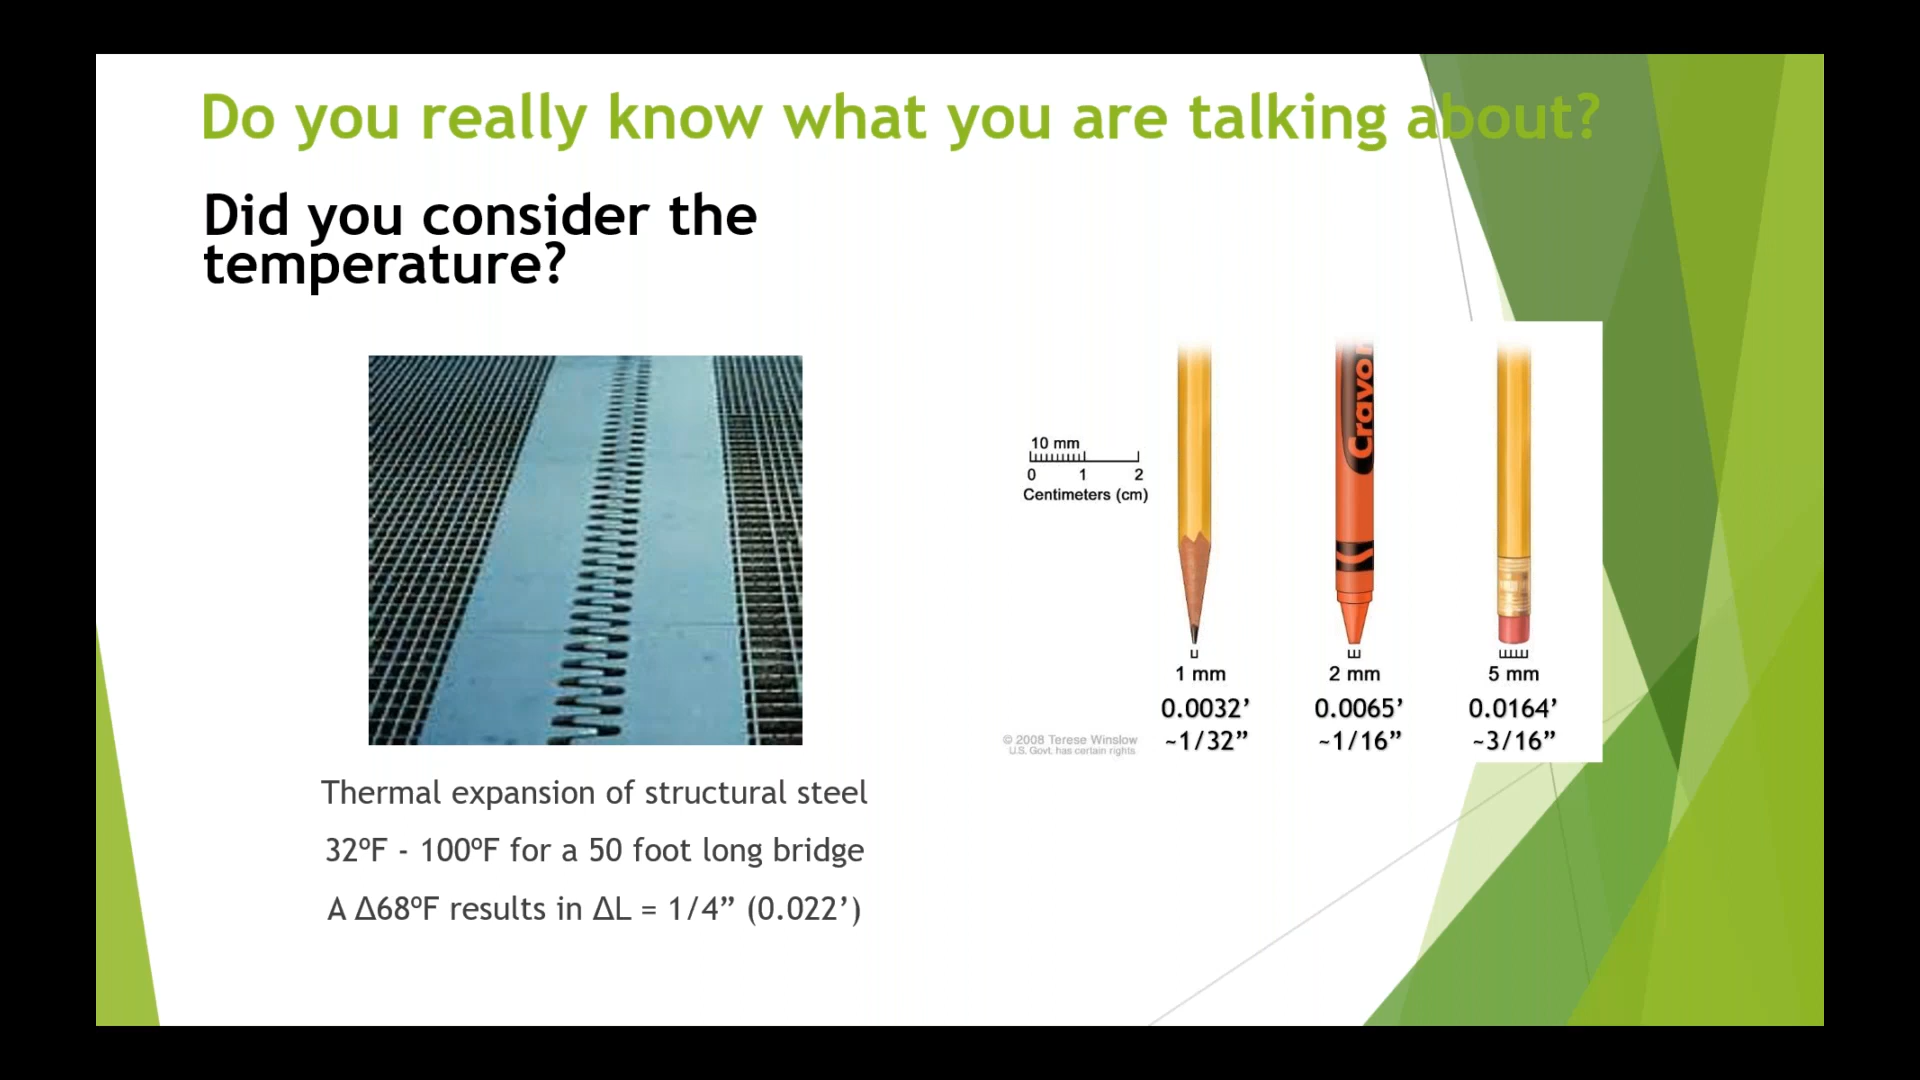 Do you really know what you are talking about?
Did you consider the
temperature?
10 mm
0 1 2
Centimeters (cm)
Crayo
1 mm 2 mm 5 mm
0.0032’ 0.0065’ 0.0164’
~1/32” ~1/16” ~3/16”
© 2008 Terese Winslow
U.S. Govt. has certain rights
Thermal expansion of structural steel
32ºF - 100ºF for a 50 foot long bridge
A Δ68ºF results in ΔL = 1/4” (0.022’)